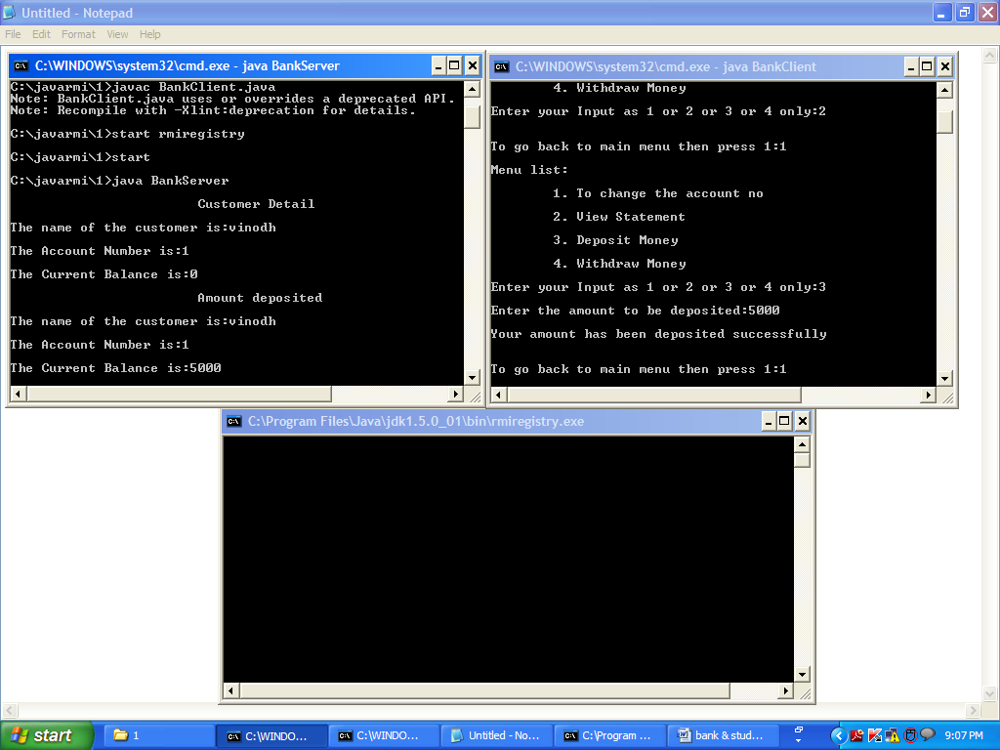 Untitled - Notepad
File Edit Format View Help
C:\WINDOWS\system32\cmd.exe - java BankServer
C:\javarmi\1>javac BankClient.java
Note: BankClient.java uses or overrides a deprecated API.
Note: Recompile with -Xlint:deprecation for details.
C:\javarmi\1>start rmiregistry
C:\javarmi\1>start
C:\javarmi\1>java BankServer
Customer Detail
The name of the customer is:vinodh
The Account Number is:1
The Current Balance is:0
Amount deposited
The name of the customer is:vinodh
The Account Number is:1
The Current Balance is:5000
C:\WINDOWS\system32\cmd.exe - java BankClient
4. Withdraw Money
Enter your Input as 1 or 2 or 3 or 4 only:2
To go back to main menu then press 1:1
Menu list:
1. To change the account no
2. View Statement
3. Deposit Money
4. Withdraw Money
Enter your Input as 1 or 2 or 3 or 4 only:3
Enter the amount to be deposited:5000
Your amount has been deposited successfully
To go back to main menu then press 1:1
C:\Program Files\Java\jdk1.5.0_01\bin\rmiregistry.exe
start 1 C:\WINDO... C:\WINDO... Untitled - No... C:\Program ... bank & stud... 9:07 PM